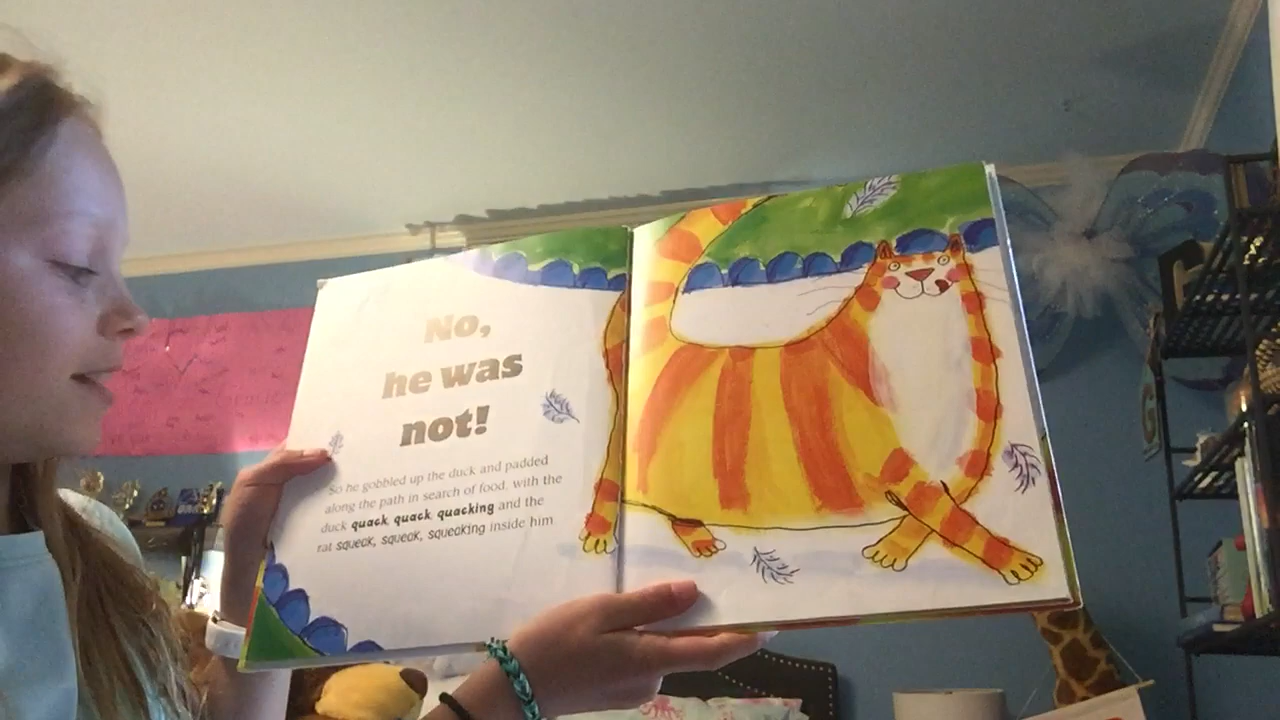 No,
he was
not!
So he gobbled up the duck and padded
along the path in search of food, with the
duck quack, quack, quacking and the
rat squeak, squeak, squeaking inside him